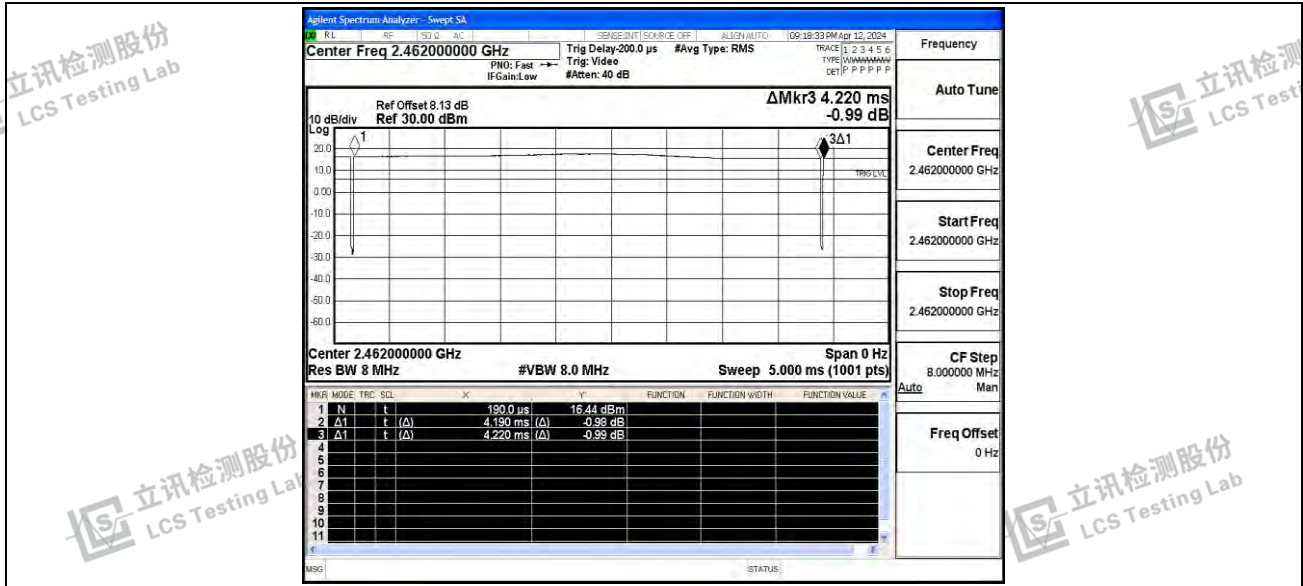 Agilent Spectrum Analyzer - Swept SA
RL RF 50 Ω AC SENSE:INT SOURCE OFF ALIGN AUTO 09:18:33 PM Apr 12, 2024
Center Freq 2.462000000 GHz
PNO: Fast
IFGain:Low
Trig Delay-200.0 µs
Trig: Video
#Atten: 40 dB
#Avg Type: RMS
TRACE 1 2 3 4 5 6
TYPE
DET P P P P P P
ΔMkr3 4.220 ms
-0.99 dB
Ref Offset 8.13 dB
10 dB/div Ref 30.00 dBm
Log
1
3Δ1
20.0
10.0
TRIG LVL
0.00
-10.0
-20.0
-30.0
-40.0
-50.0
-60.0
Center 2.462000000 GHz Span 0 Hz
Res BW 8 MHz #VBW 8.0 MHz Sweep 5.000 ms (1001 pts)
MKR MODE TRC SCL X Y FUNCTION FUNCTION WIDTH FUNCTION VALUE
1 N t 190.0 µs 16.44 dBm
2 Δ1 t (Δ) 4.190 ms (Δ) -0.98 dB
3 Δ1 t (Δ) 4.220 ms (Δ) -0.99 dB
4
5
6
7
8
9
10
11
MSG STATUS
Frequency
Auto Tune
Center Freq
2.462000000 GHz
Start Freq
2.462000000 GHz
Stop Freq
2.462000000 GHz
CF Step
8.000000 MHz
Auto Man
Freq Offset
0 Hz
立讯检测股份
LCS Testing Lab
立讯检测
LCS Testi
立讯检测股份
LCS Testing Lab
立讯检测股份
LCS Testing Lab